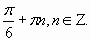 π/6 + πn, n ∈ ℤ.